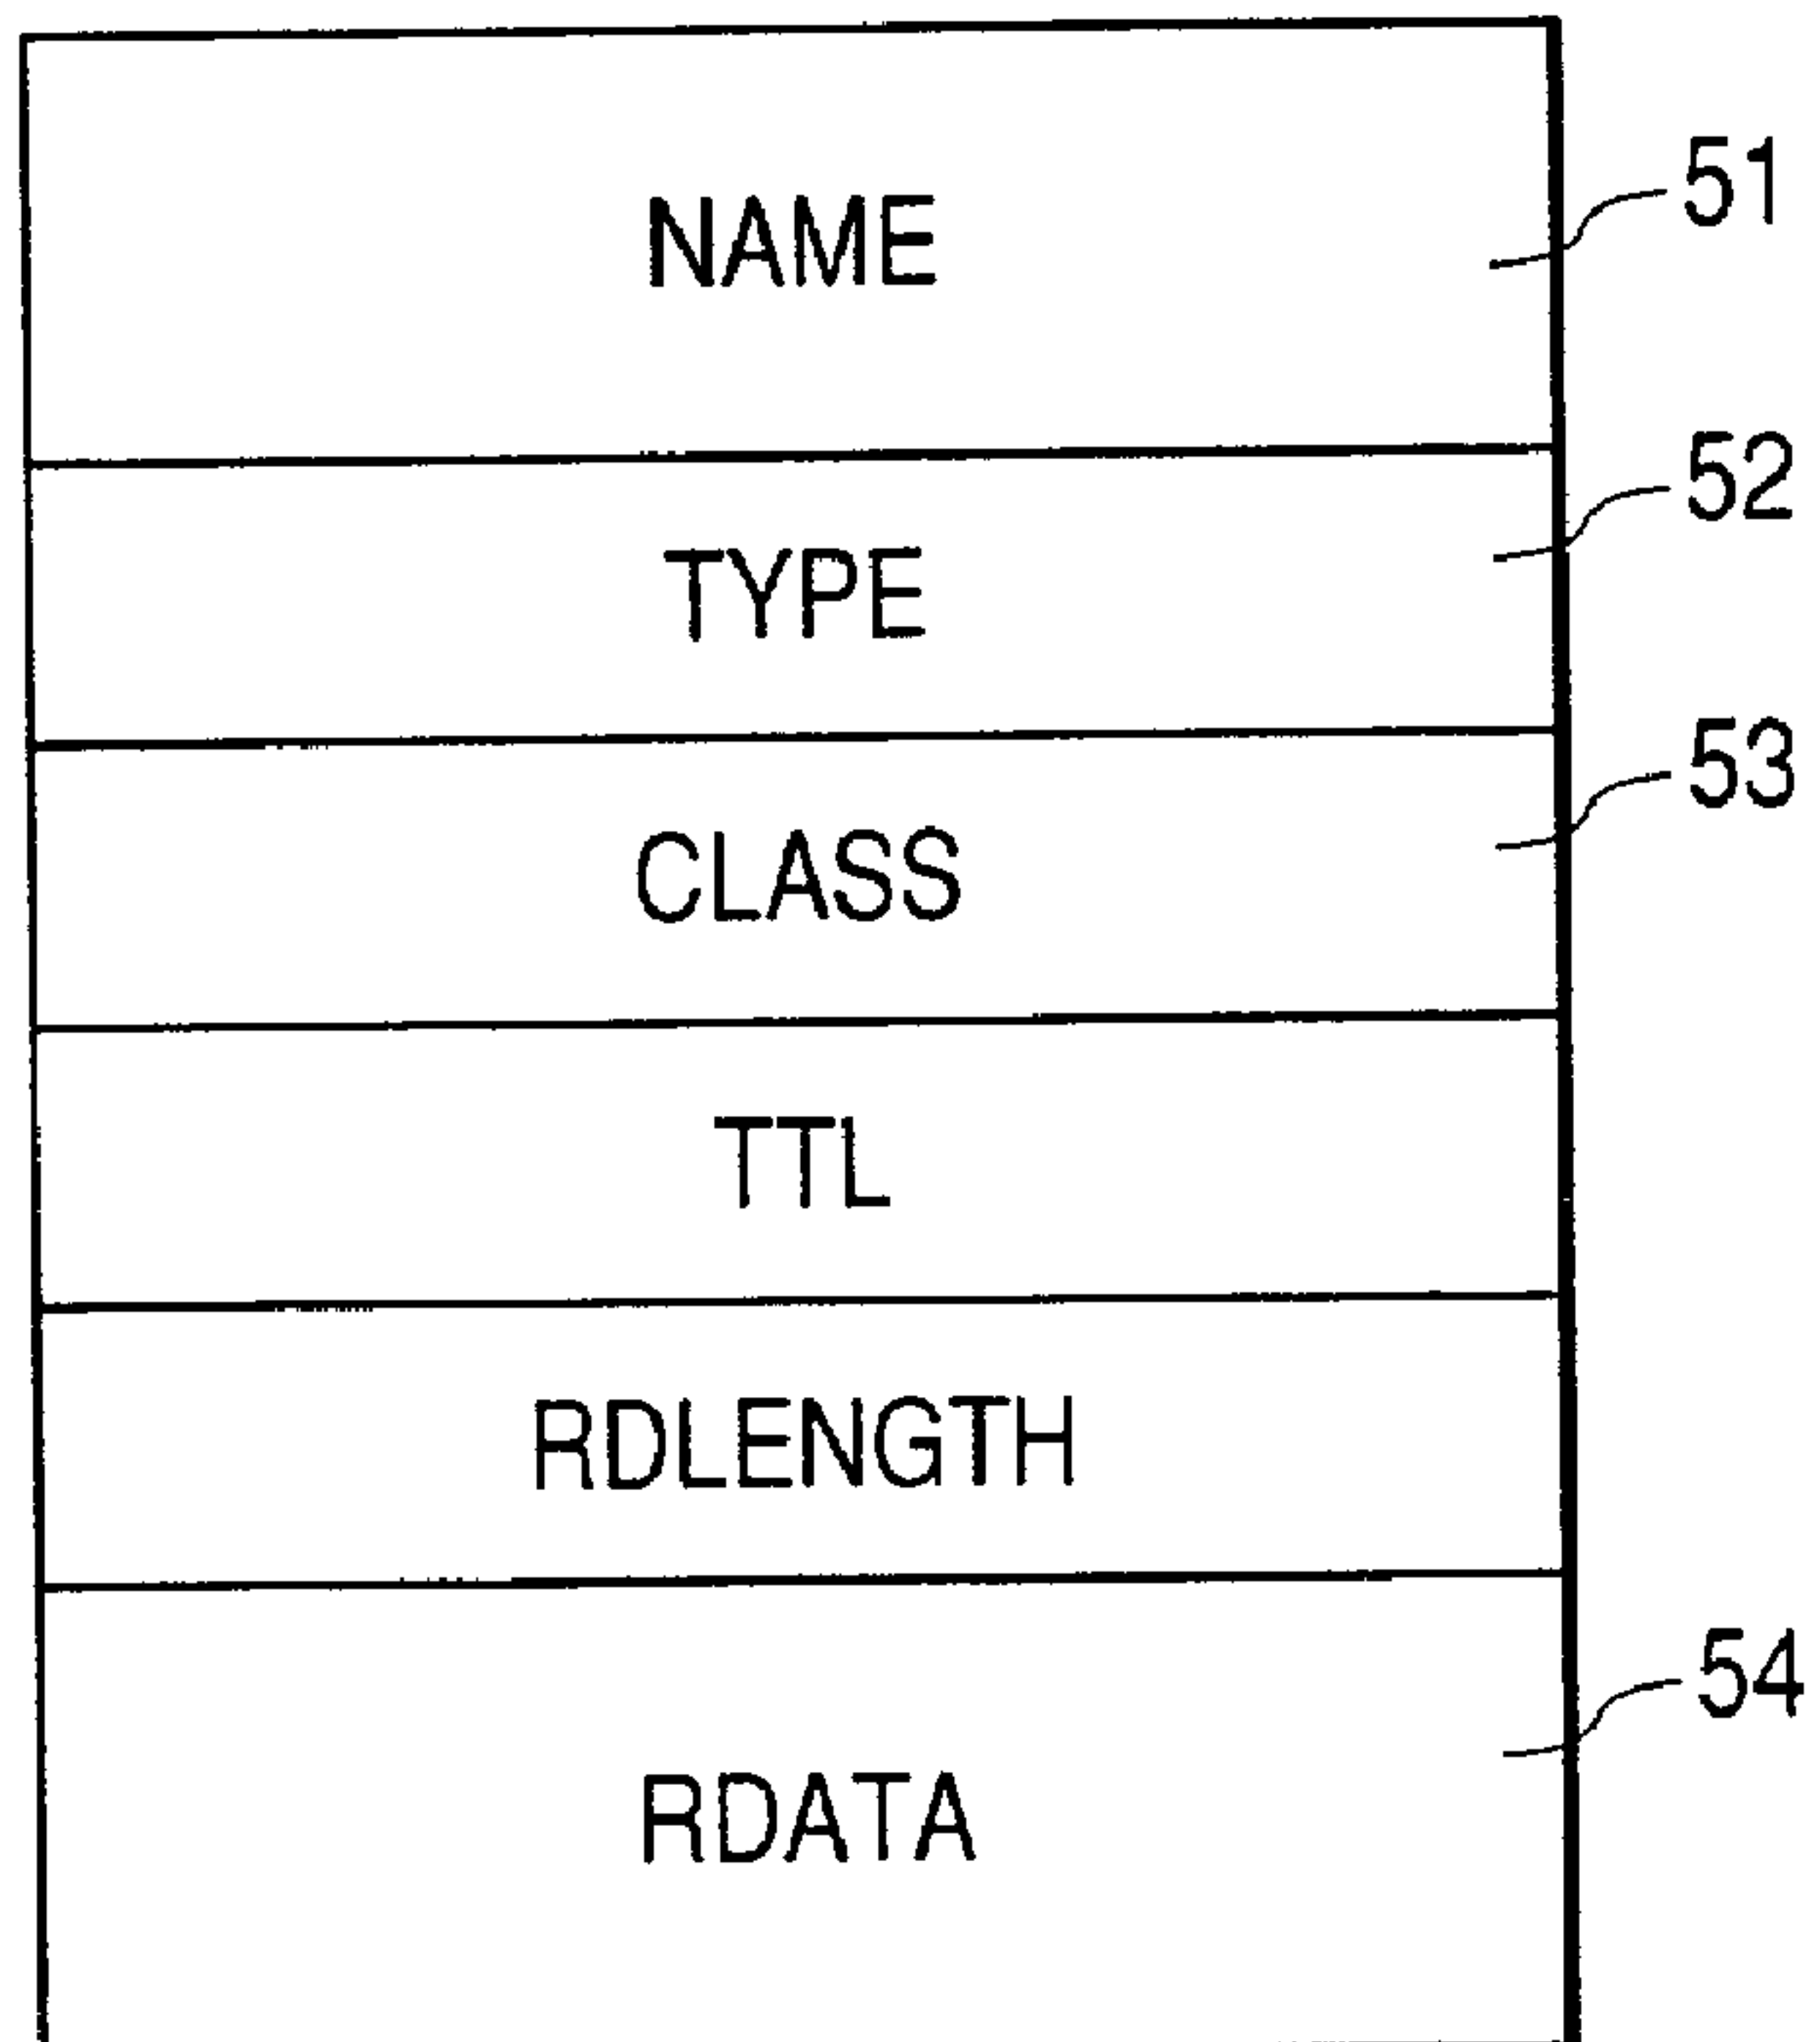 NAME
51
TYPE
52
CLASS
53
TTL
RDLENGTH
RDATA
54